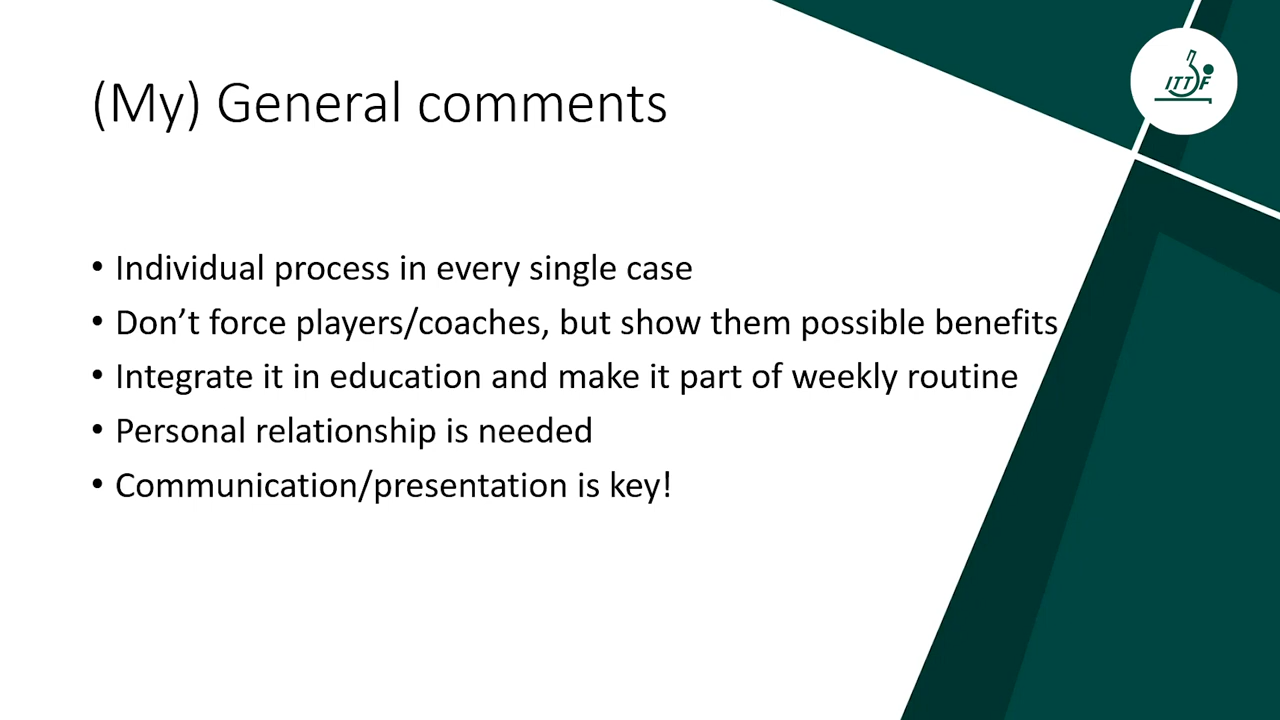 (My) General comments
ITTF
• Individual process in every single case
• Don’t force players/coaches, but show them possible benefits
• Integrate it in education and make it part of weekly routine
• Personal relationship is needed
• Communication/presentation is key!